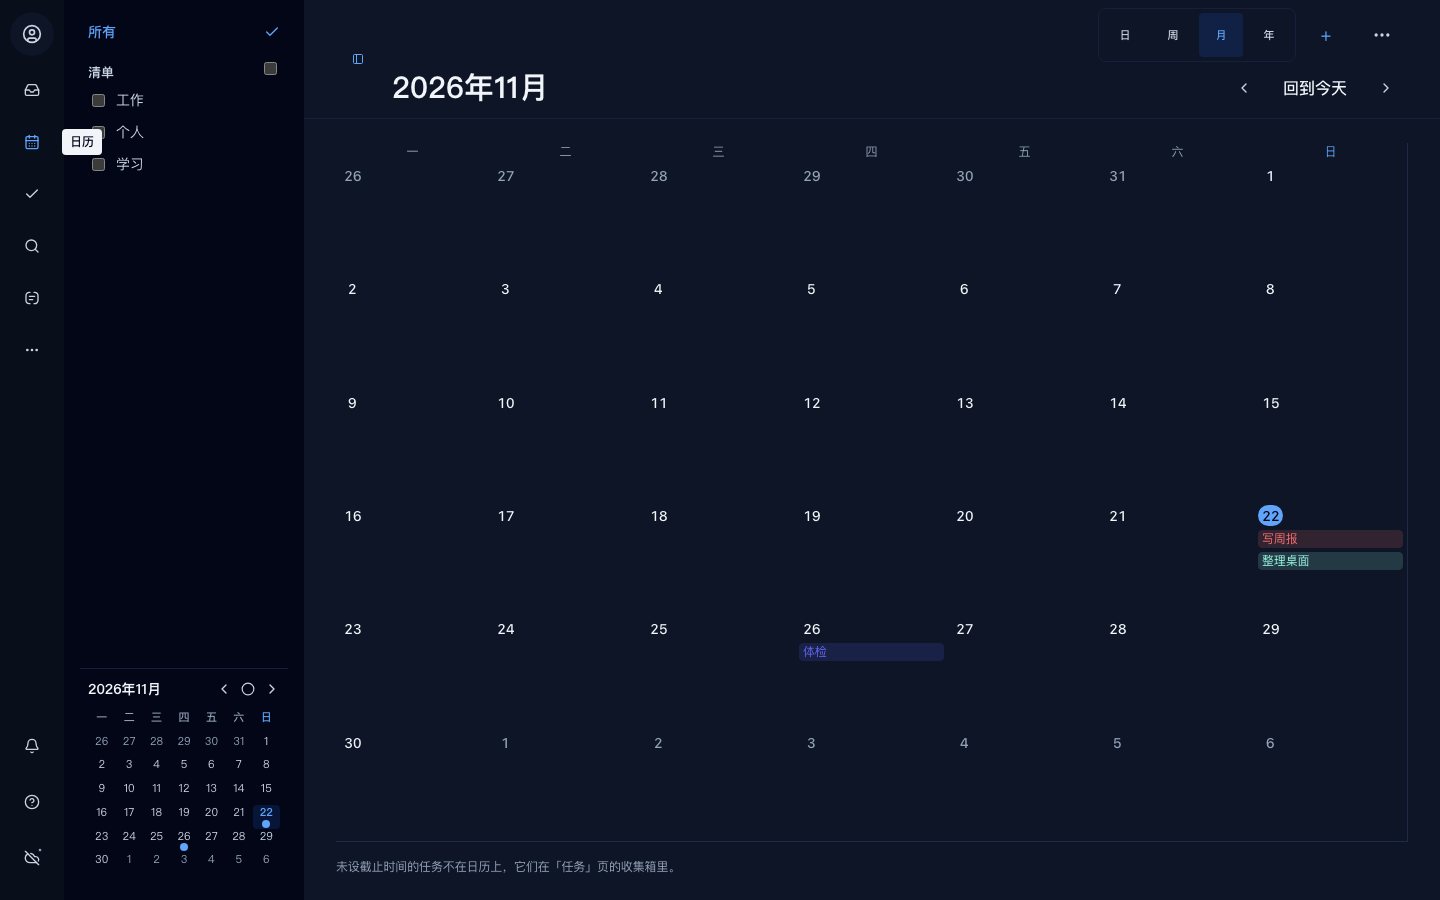 所有
清单
工作
个人
学习
日历
2026年11月
一 二 三 四 五 六 日
26 27 28 29 30 31 1
2 3 4 5 6 7 8
9 10 11 12 13 14 15
16 17 18 19 20 21 22
23 24 25 26 27 28 29
30 1 2 3 4 5 6
日 周 月 年
2026年11月
回到今天
一 二 三 四 五 六 日
26 27 28 29 30 31 1
2 3 4 5 6 7 8
9 10 11 12 13 14 15
16 17 18 19 20 21 22
写周报
整理桌面
23 24 25 26 27 28 29
体检
30 1 2 3 4 5 6
未设截止时间的任务不在日历上，它们在「任务」页的收集箱里。